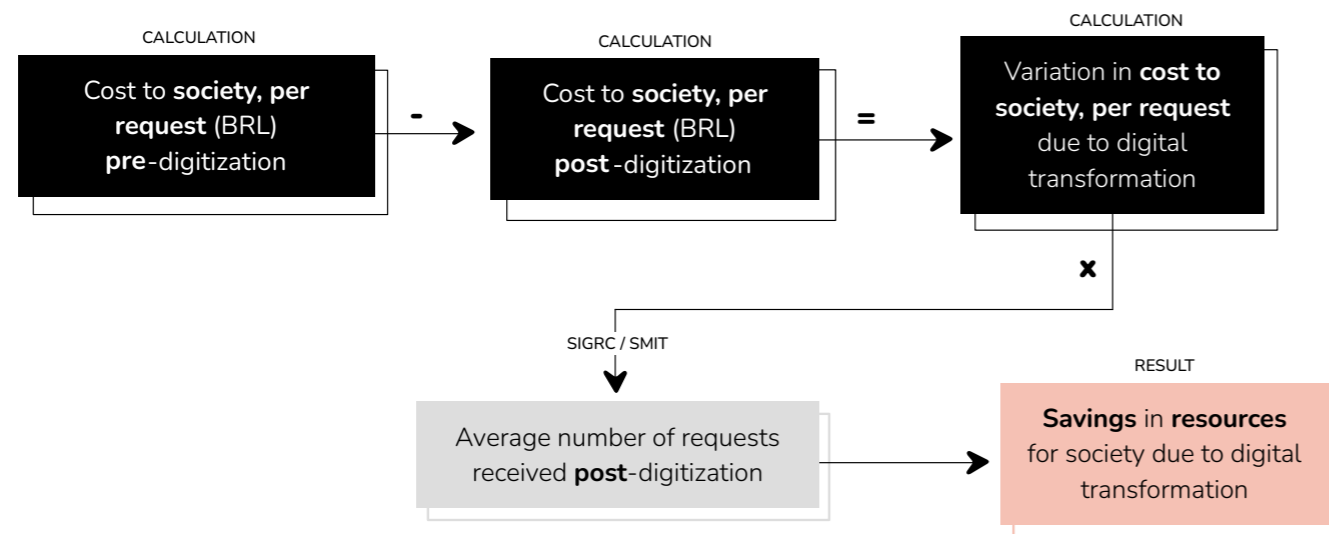 CALCULATION
Cost to society, per
request (BRL)
pre-digitization
-
CALCULATION
Cost to society, per
request (BRL)
post-digitization
=
CALCULATION
Variation in cost to
society, per request
due to digital
transformation
x
SIGRC / SMIT
Average number of requests
received post-digitization
RESULT
Savings in resources
for society due to digital
transformation